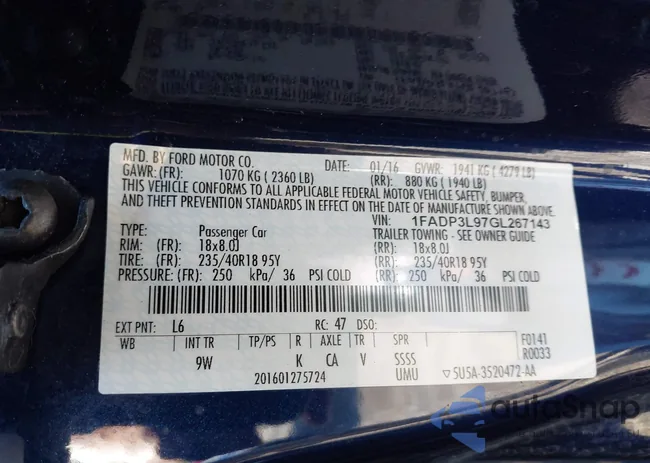 MFD. BY FORD MOTOR CO. DATE: 01/16 GVWR: 1941 KG ( 4279 LB)
GAWR: (FR): 1070 KG ( 2360 LB) (RR): 880 KG ( 1940 LB)
THIS VEHICLE CONFORMS TO ALL APPLICABLE FEDERAL MOTOR VEHICLE SAFETY, BUMPER,
AND THEFT PREVENTION STANDARDS IN EFFECT ON THE DATE OF MANUFACTURE SHOWN ABOVE.
VIN: 1FADP3L97GL267143
TYPE: Passenger Car TRAILER TOWING - SEE OWNER GUIDE
RIM: (FR): 18x8.0J (RR): 18x8.0J
TIRE: (FR): 235/40R18 95Y (RR): 235/40R18 95Y
PRESSURE: (FR): 250 kPa/ 36 PSI COLD (RR): 250 kPa/ 36 PSI COLD
EXT PNT: L6 RC: 47 DSO: F0141
WB INT TR TP/PS R AXLE TR SPR R0033
9W K CA V SSSS
201601275724 UMU ▽5U5A-3520472-AA
autoSnap